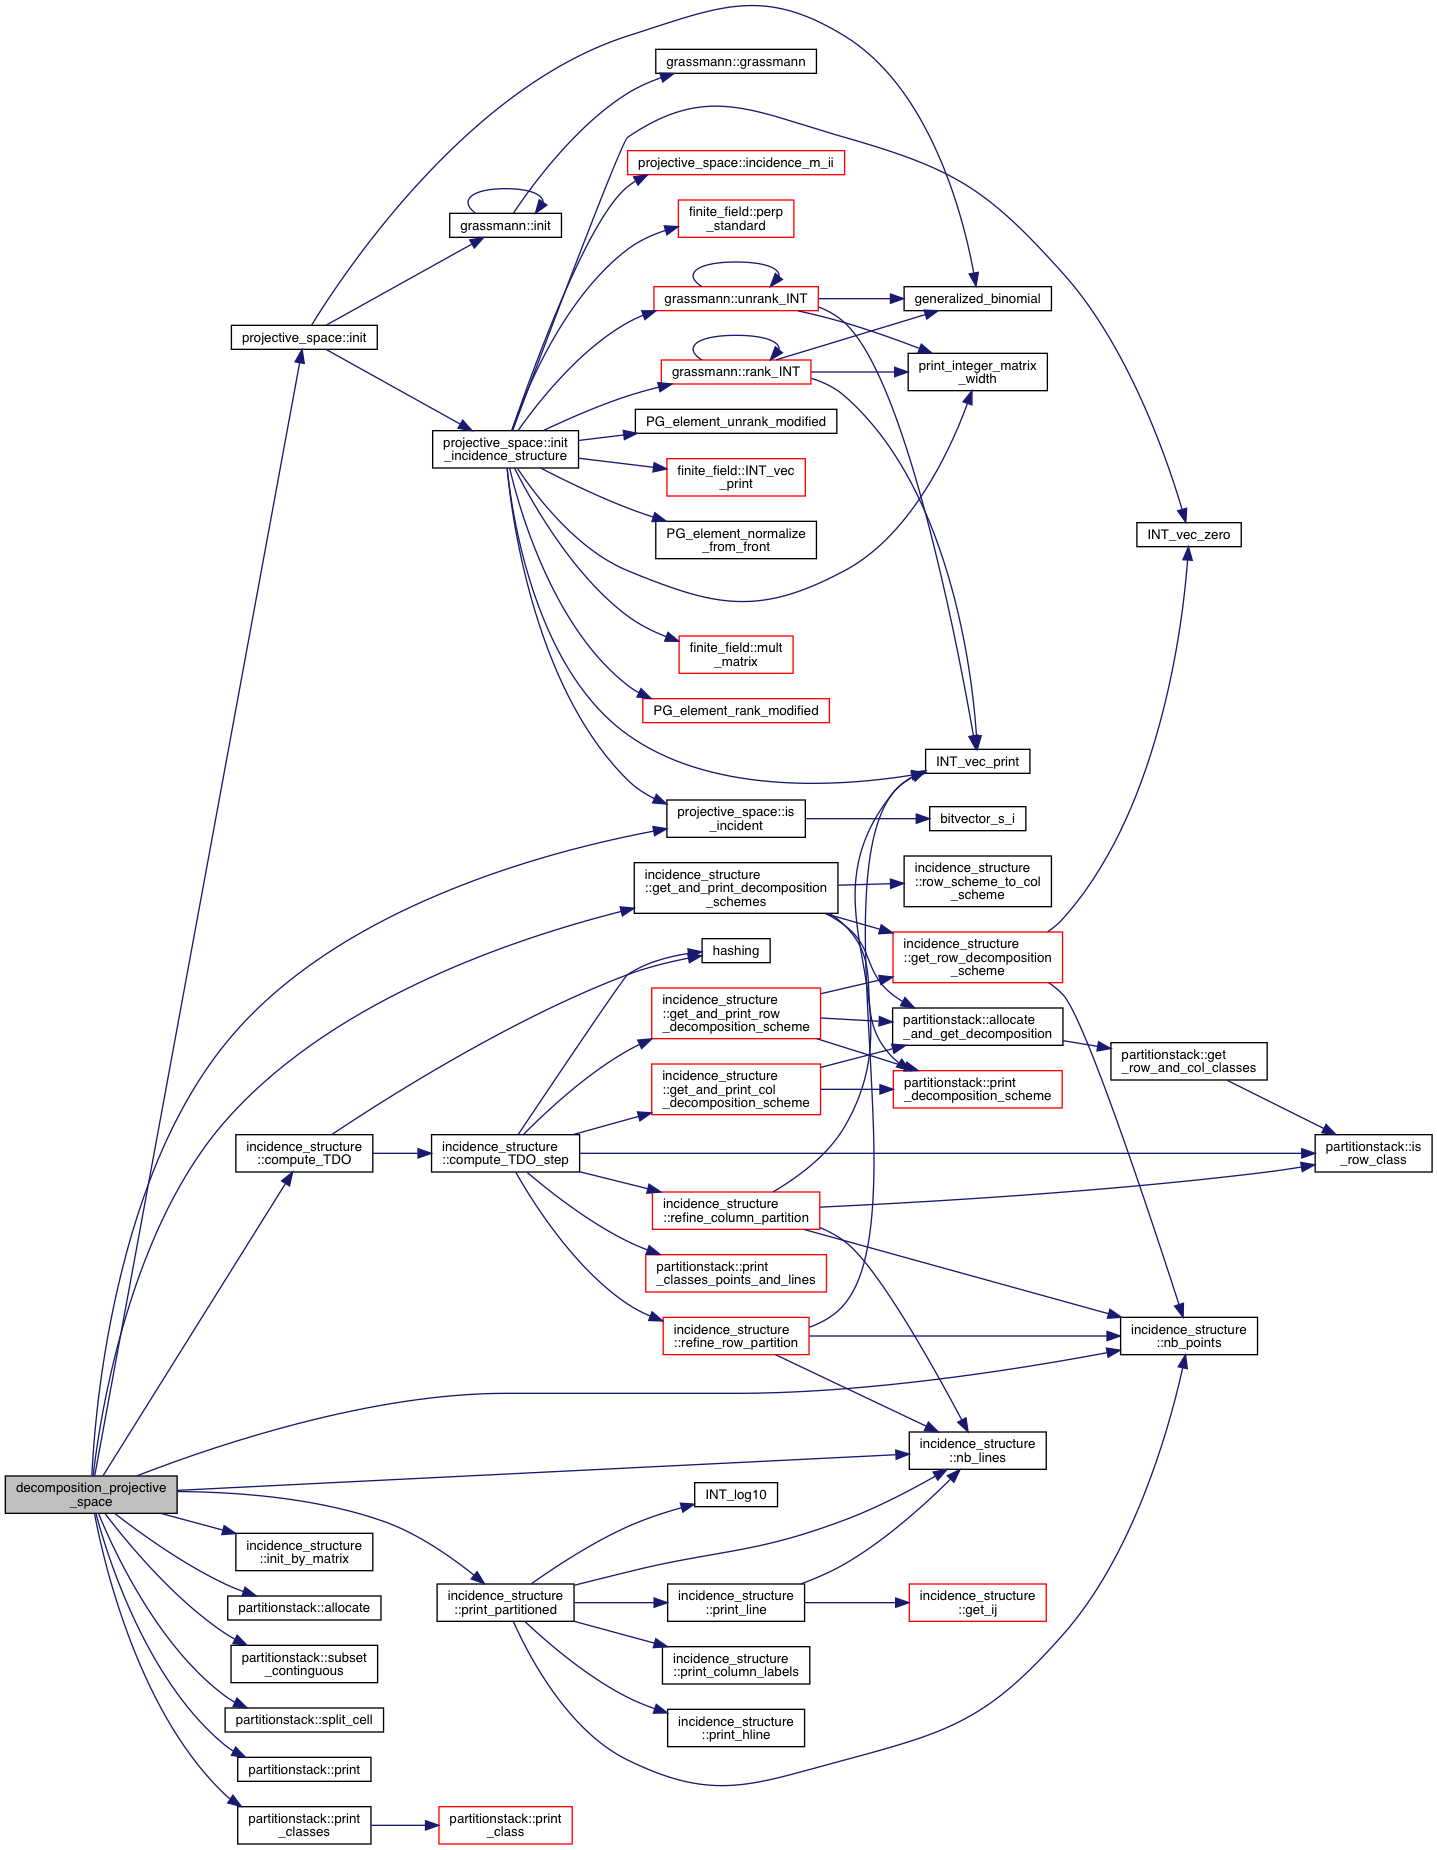 grassmann::grassmann
projective_space::incidence_m_ii
finite_field::perp
_standard
grassmann::init
grassmann::unrank_INT
generalized_binomial
projective_space::init
grassmann::rank_INT
print_integer_matrix
_width
PG_element_unrank_modified
projective_space::init
_incidence_structure
finite_field::INT_vec
_print
PG_element_normalize
_from_front
INT_vec_zero
finite_field::mult
_matrix
PG_element_rank_modified
INT_vec_print
projective_space::is
_incident
bitvector_s_i
incidence_structure
::get_and_print_decomposition
_schemes
incidence_structure
::row_scheme_to_col
_scheme
hashing
incidence_structure
::get_row_decomposition
_scheme
incidence_structure
::get_and_print_row
_decomposition_scheme
partitionstack::allocate
_and_get_decomposition
partitionstack::get
_row_and_col_classes
incidence_structure
::get_and_print_col
_decomposition_scheme
partitionstack::print
_decomposition_scheme
incidence_structure
::compute_TDO
incidence_structure
::compute_TDO_step
partitionstack::is
_row_class
incidence_structure
::refine_column_partition
partitionstack::print
_classes_points_and_lines
incidence_structure
::refine_row_partition
incidence_structure
::nb_points
incidence_structure
::nb_lines
decomposition_projective
_space
INT_log10
incidence_structure
::init_by_matrix
partitionstack::allocate
incidence_structure
::print_partitioned
incidence_structure
::print_line
incidence_structure
::get_ij
partitionstack::subset
_continguous
incidence_structure
::print_column_labels
partitionstack::split_cell
incidence_structure
::print_hline
partitionstack::print
partitionstack::print
_classes
partitionstack::print
_class